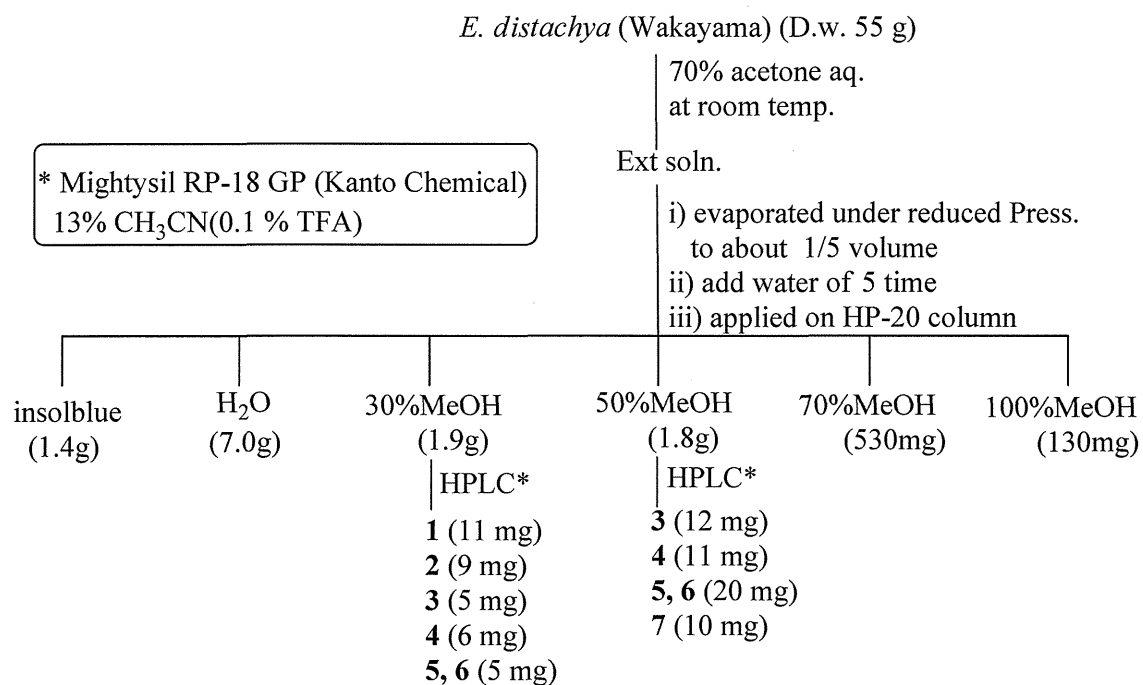 E. distachya (Wakayama) (D.w. 55 g)
70% acetone aq.
at room temp.
* Mightysil RP-18 GP (Kanto Chemical)
13% CH₃CN(0.1 % TFA)
Ext soln.
i) evaporated under reduced Press.
to about 1/5 volume
ii) add water of 5 time
iii) applied on HP-20 column
insolblue
(1.4g)
H₂O
(7.0g)
30%MeOH
(1.9g)
50%MeOH
(1.8g)
70%MeOH
(530mg)
100%MeOH
(130mg)
HPLC*
1 (11 mg)
2 (9 mg)
3 (5 mg)
4 (6 mg)
5, 6 (5 mg)
HPLC*
3 (12 mg)
4 (11 mg)
5, 6 (20 mg)
7 (10 mg)